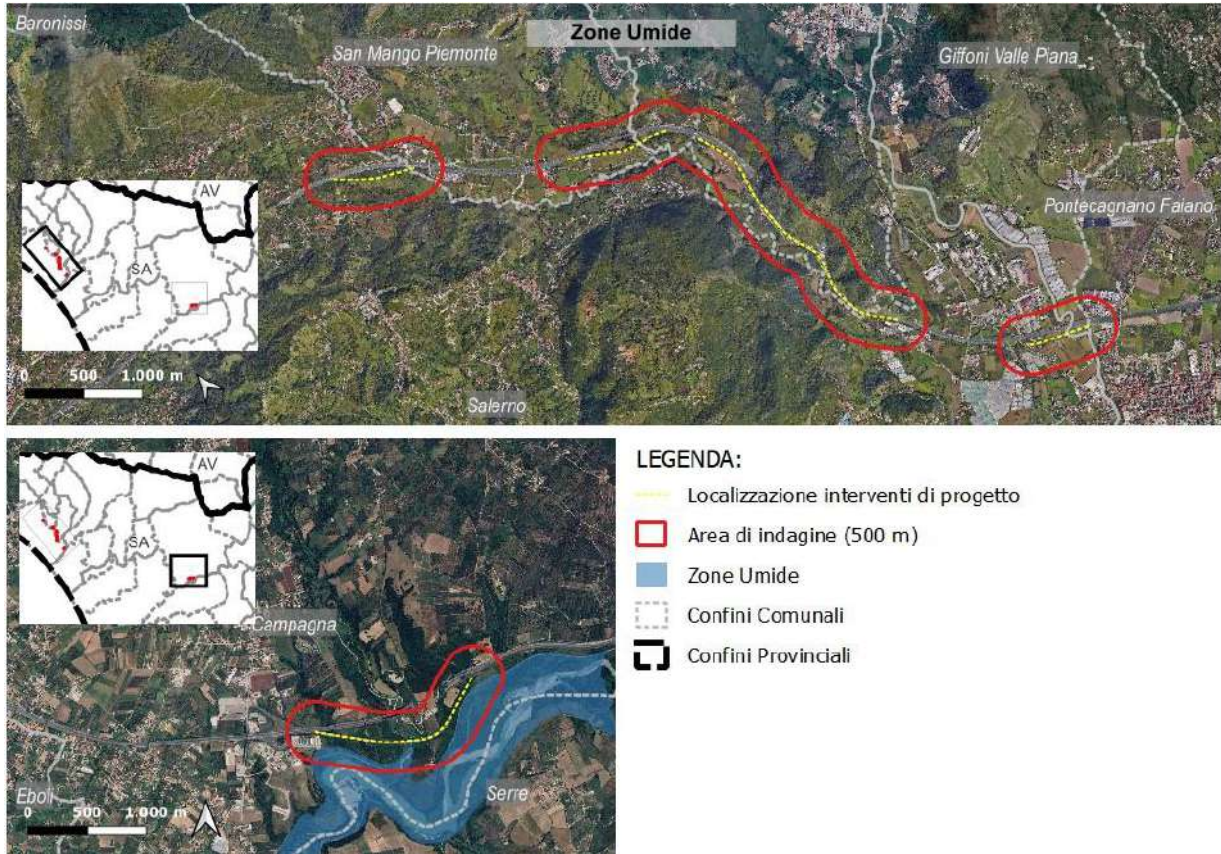 Baronissi
Zone Umide
San Mango Piemonte
Giffoni Valle Piana
AV
Pontecagnano Faiano
SA
0 500 1.000 m
Salerno
AV
SA
Campagna
Eboli
Serre
0 500 1.000 m
LEGENDA:
Localizzazione interventi di progetto
Area di indagine (500 m)
Zone Umide
Confini Comunali
Confini Provinciali